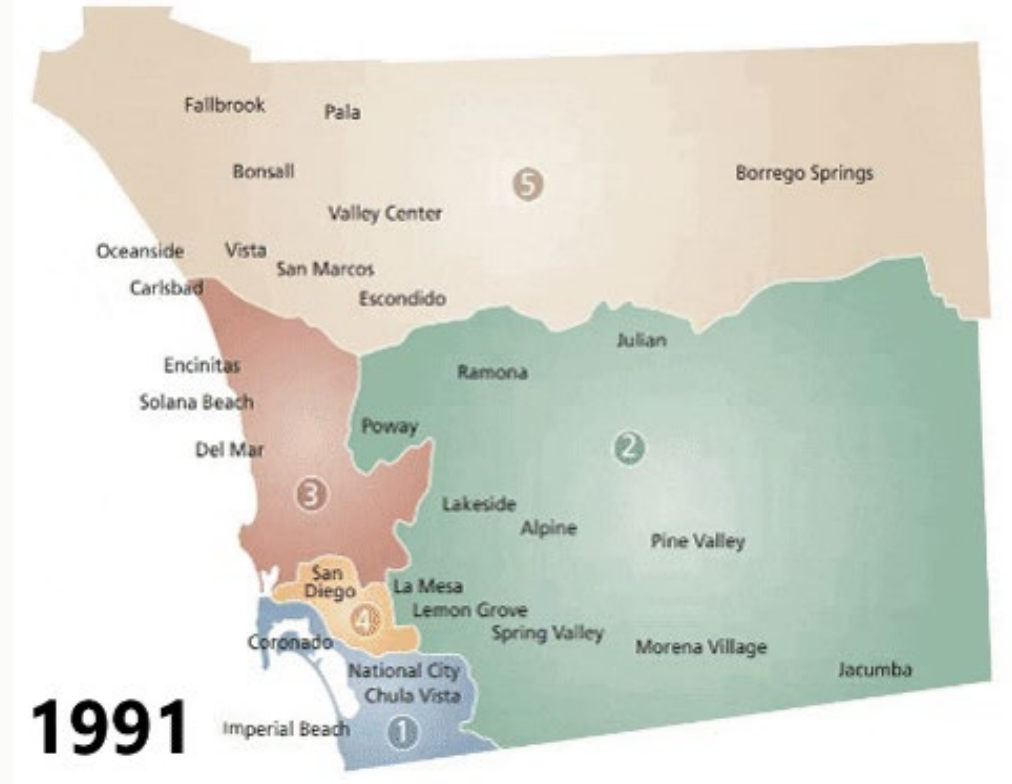 Fallbrook
Pala
Bonsall
5
Borrego Springs
Valley Center
Oceanside
Vista
San Marcos
Carlsbad
Escondido
Julian
Encinitas
Ramona
Solana Beach
Poway
Del Mar
2
3
Lakeside
Alpine
Pine Valley
San
Diego
La Mesa
Lemon Grove
4
Spring Valley
Coronado
Morena Village
National City
Jacumba
Chula Vista
1991
Imperial Beach
1